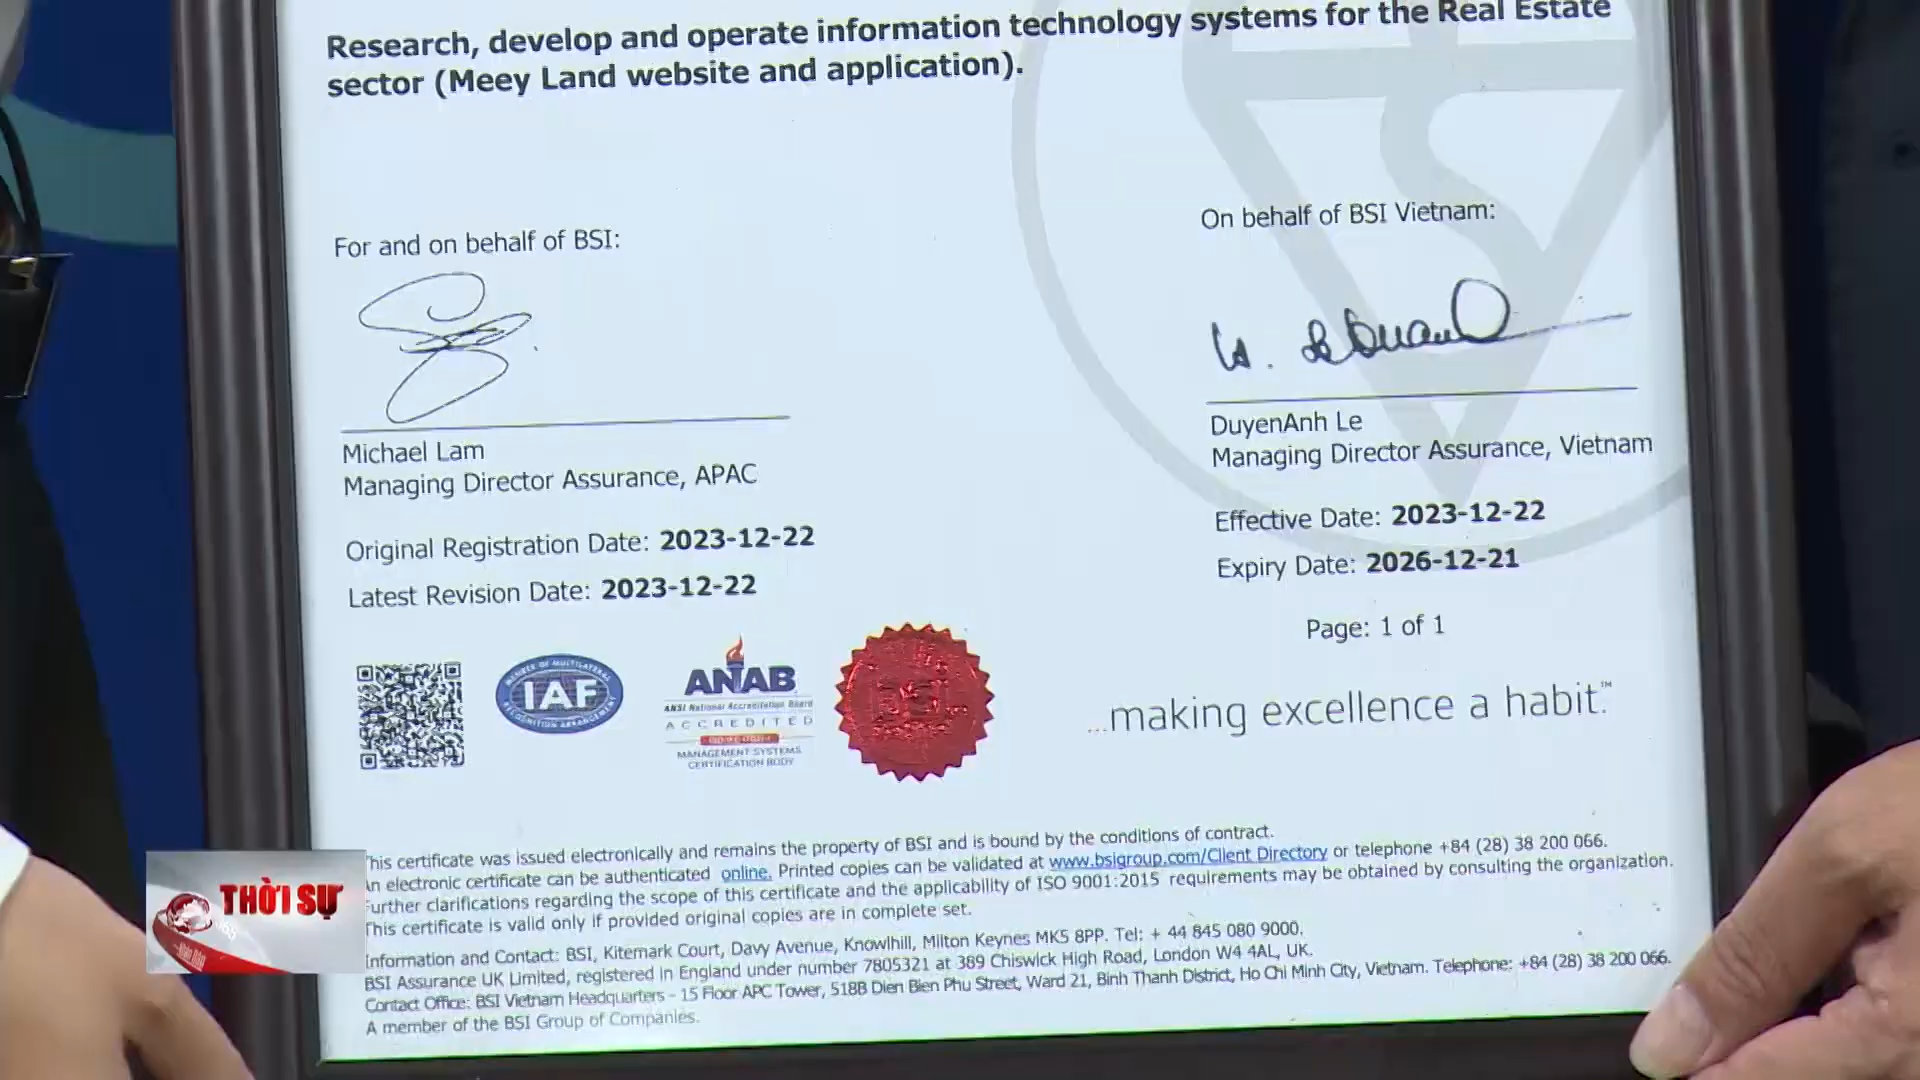 Research, develop and operate information technology systems for the Real Estate
sector (Meey Land website and application).
For and on behalf of BSI:
On behalf of BSI Vietnam:
Michael Lam
Managing Director Assurance, APAC
DuyenAnh Le
Managing Director Assurance, Vietnam
Original Registration Date: 2023-12-22
Effective Date: 2023-12-22
Latest Revision Date: 2023-12-22
Expiry Date: 2026-12-21
Page: 1 of 1
MEMBER OF MULTILATERAL
IAF
RECOGNITION ARRANGEMENT
ANAB
ANSI National Accreditation Board
ACCREDITED
MANAGEMENT SYSTEMS
CERTIFICATION BODY
...making excellence a habit.™
This certificate was issued electronically and remains the property of BSI and is bound by the conditions of contract.
An electronic certificate can be authenticated online. Printed copies can be validated at www.bsigroup.com/Client Directory or telephone +84 (28) 38 200 066.
Further clarifications regarding the scope of this certificate and the applicability of ISO 9001:2015 requirements may be obtained by consulting the organization.
This certificate is valid only if provided original copies are in complete set.
Information and Contact: BSI, Kitemark Court, Davy Avenue, Knowlhill, Milton Keynes MK5 8PP. Tel: + 44 845 080 9000.
BSI Assurance UK Limited, registered in England under number 7805321 at 389 Chiswick High Road, London W4 4AL, UK.
Contact Office: BSI Vietnam Headquarters – 15 Floor APC Tower, 518B Dien Bien Phu Street, Ward 21, Binh Thanh District, Ho Chi Minh City, Vietnam. Telephone: +84 (28) 38 200 066.
A member of the BSI Group of Companies.
THỜI SỰ